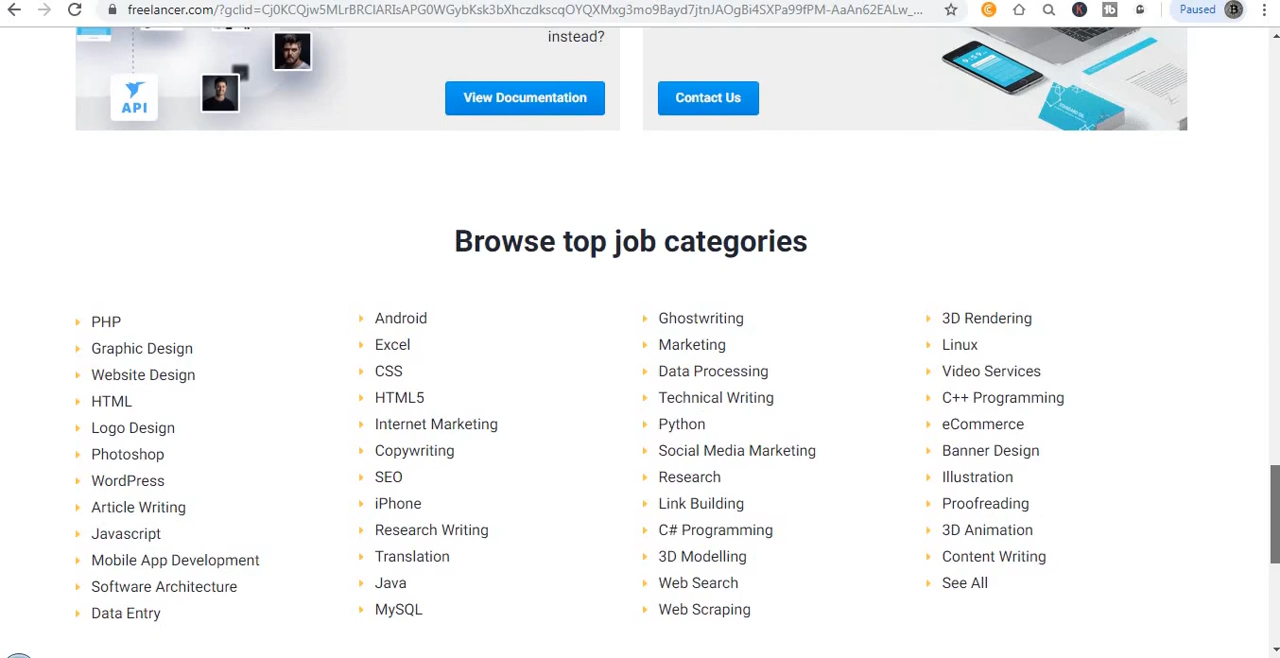 freelancer.com/?gclid=Cj0KCQjw5MLrBRClARIsAPG0WGybKsk3bXhczdkscqOYQXMxg3mo9Bayd7jtnJAOgBi4SXPa99fPM-AaAn62EALw_...
Paused
instead?
API
View Documentation
Contact Us
Browse top job categories
PHP
Graphic Design
Website Design
HTML
Logo Design
Photoshop
WordPress
Article Writing
Javascript
Mobile App Development
Software Architecture
Data Entry
Android
Excel
CSS
HTML5
Internet Marketing
Copywriting
SEO
iPhone
Research Writing
Translation
Java
MySQL
Ghostwriting
Marketing
Data Processing
Technical Writing
Python
Social Media Marketing
Research
Link Building
C# Programming
3D Modelling
Web Search
Web Scraping
3D Rendering
Linux
Video Services
C++ Programming
eCommerce
Banner Design
Illustration
Proofreading
3D Animation
Content Writing
See All